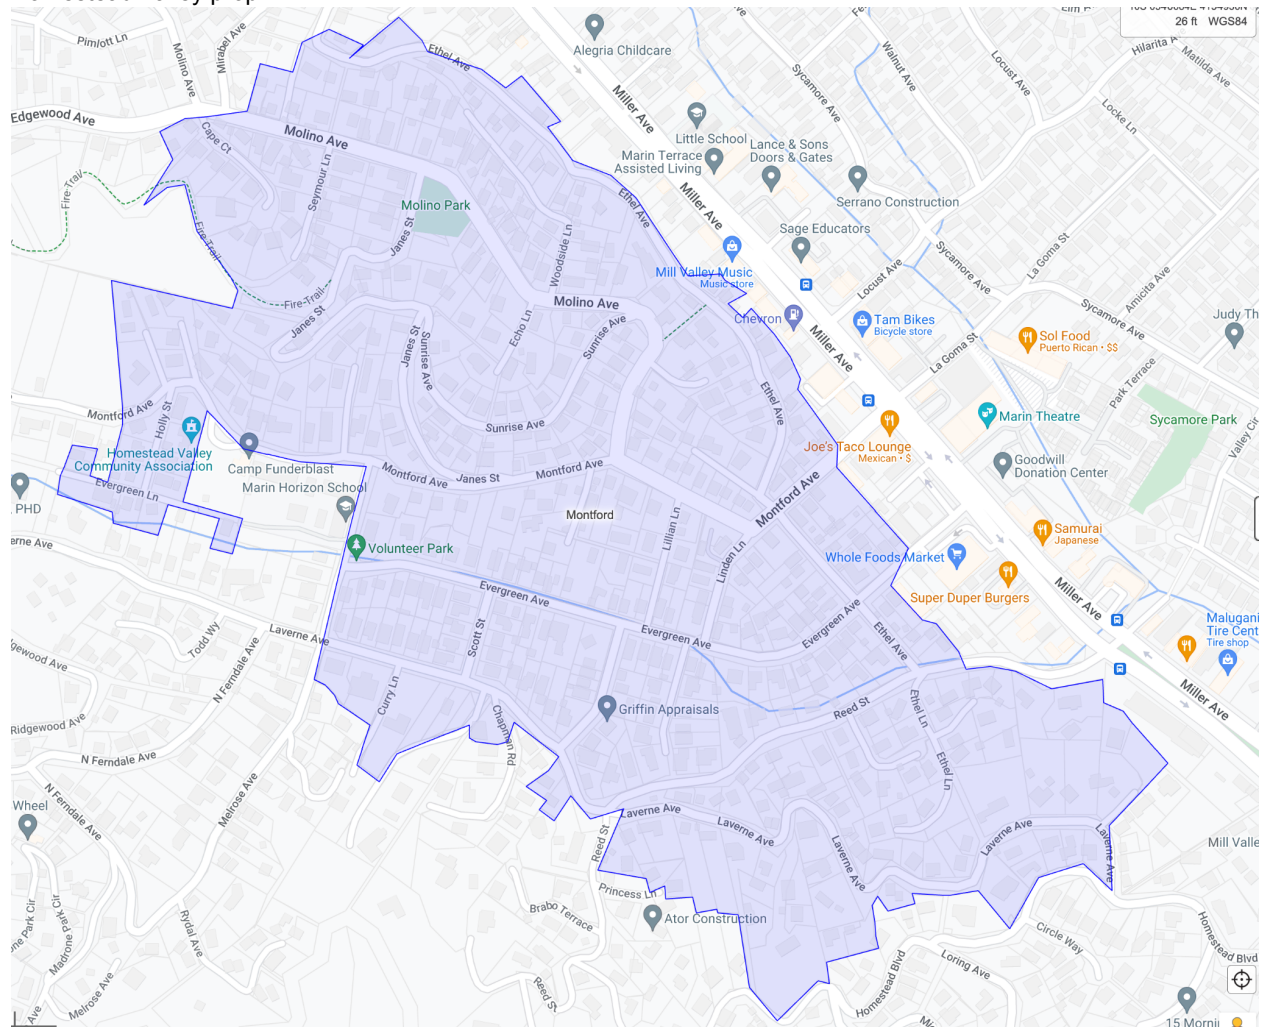 26 ft WGS84
Pimlott Ln
Molino Ave
Mirabel Ave
Ethel Ave
Alegria Childcare
Walnut Ave
Locust Ave
Hilarita A
Matilda Ave
Sycamore Ave
Locke Ln
Edgewood Ave
Cape Ct
Molino Ave
Miller Ave
Little School
Marin Terrace
Assisted Living
Lance & Sons
Doors & Gates
Fire-Trail
Seymour Ln
Molino Park
Miller Ave
Serrano Construction
Ethel Ave
Fire-Trail
Janes St
Woodside Ln
Sage Educators
Mill Valley Music
Music store
Locust Ave
Sycamore Ave
La Goma St
Amicita Ave
Fire-Trail
Janes St
Molino Ave
Echo Ln
Sunrise Ave
Chevron
Tam Bikes
Bicycle store
Sycamore Ave
Judy Th
Sol Food
Puerto Rican • $$
Miller Ave
La Goma St
Janes St
Sunrise Ave
Park Terrace
Montford Ave
Holly St
Ethel Ave
Marin Theatre
Sycamore Park
Valley Cir
Sunrise Ave
Homestead Valley
Community Association
Camp Funderblast
Joe's Taco Lounge
Mexican • $
Goodwill
Donation Center
Montford Ave
Janes St
Montford Ave
PHD
Evergreen Ln
Marin Horizon School
Montford Ave
Montford
Lillian Ln
Samurai
Japanese
erne Ave
Volunteer Park
Linden Ln
Whole Foods Market
Super Duper Burgers
Miller Ave
Evergreen Ave
Evergreen Ave
Evergreen Ave
Ethel Ave
Malugani
Tire Cent
Tire shop
Laverne Ave
Todd Wy
N Ferndale Ave
Scott St
gewood Ave
Curry Ln
Griffin Appraisals
Reed St
Ethel Ln
Miller Ave
Ridgewood Ave
Chapman Rd
N Ferndale Ave
Ethel Ln
Wheel
N Ferndale Ave
Melrose Ave
Laverne Ave
Laverne Ave
Reed St
Laverne Ave
Laverne Ave
Laverne Ave
Mill Valle
Princess Ln
Brabo Terrace
Ator Construction
one Park Cir
Madrone Park Cir
Rydal Ave
Circle Way
Homestead Blvd
Loring Ave
Homestead Blvd
Melrose Ave
Reed St
Ave
15 Morni